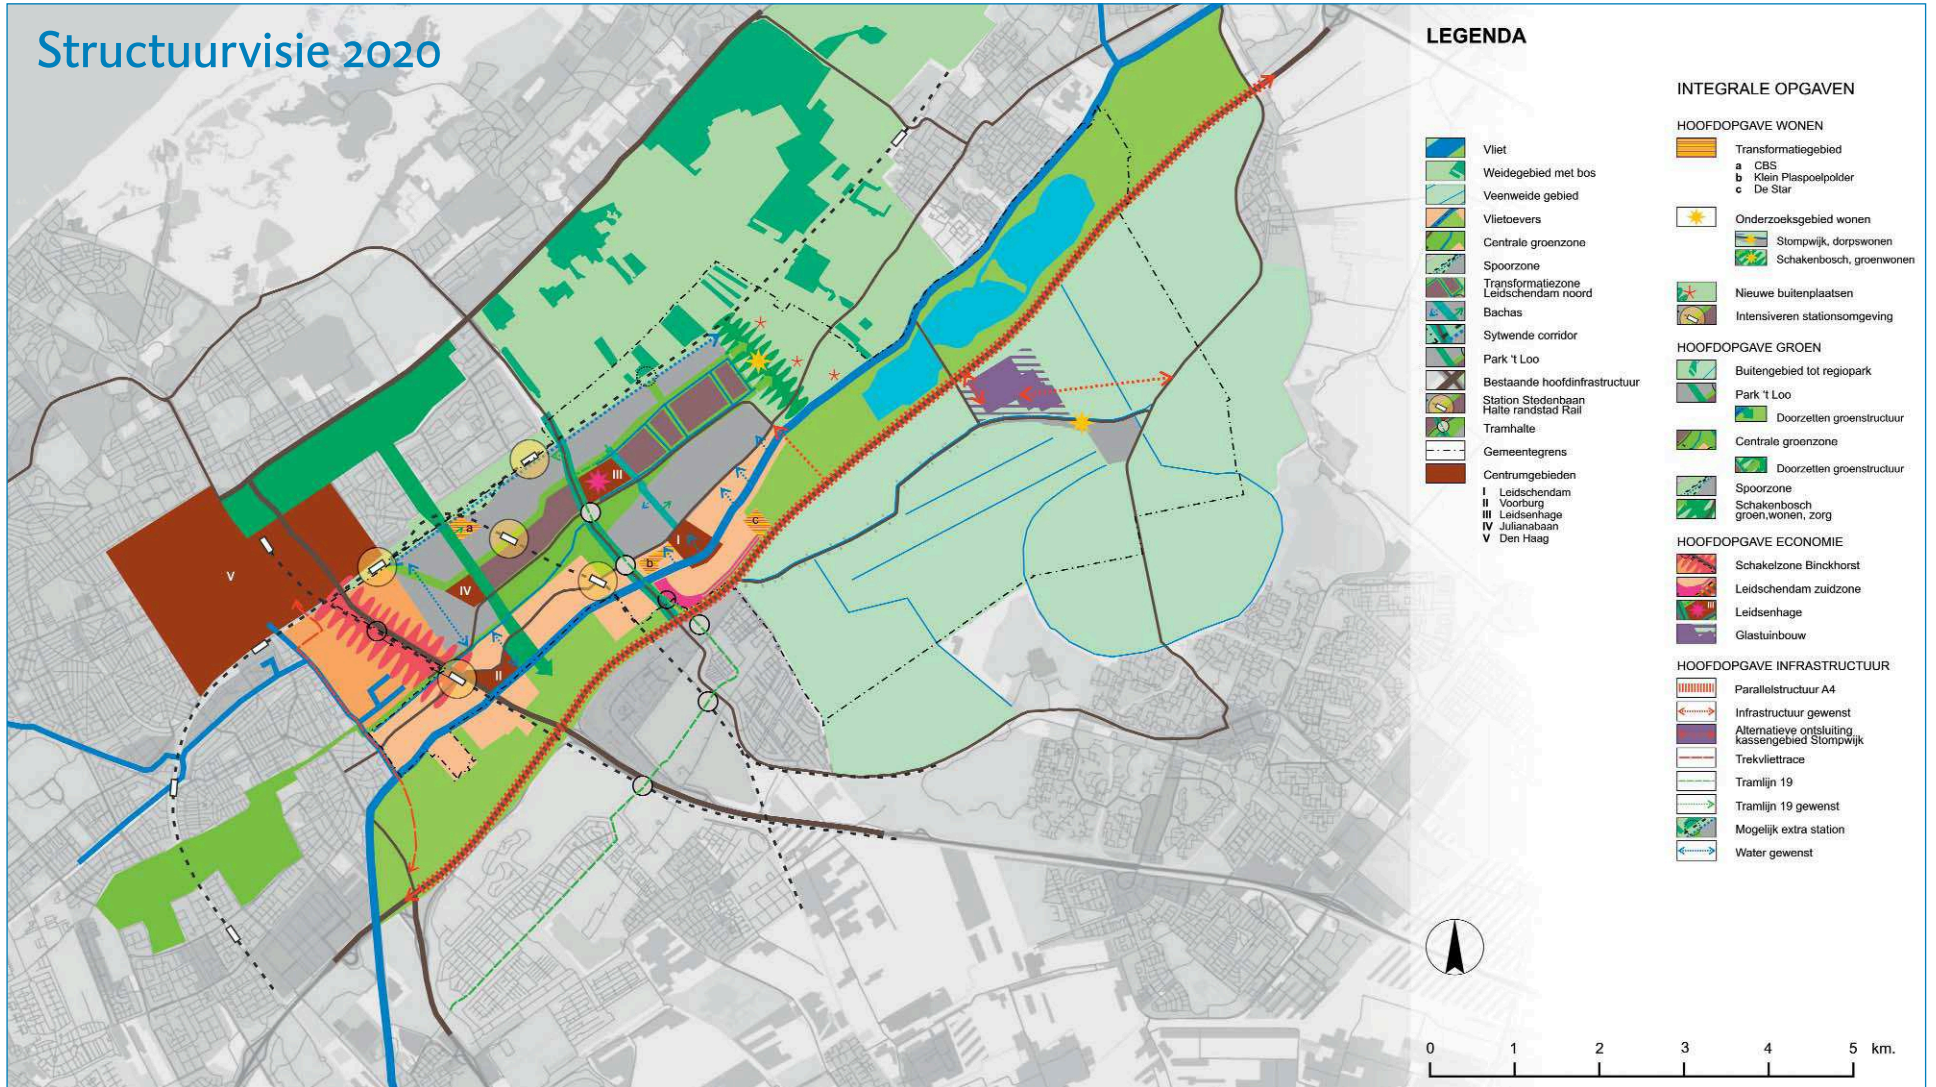 Structuurvisie 2020
LEGENDA
Vliet
Weidegebied met bos
Veenweide gebied
Vlietoevers
Centrale groenzone
Spoorzone
Transformatiezone
Leidschendam noord
Bachas
Sytwende corridor
Park 't Loo
Bestaande hoofdinfrastructuur
Station Stedenbaan
Halte randstad Rail
Tramhalte
Gemeentegrens
Centrumgebieden
I Leidschendam
II Voorburg
III Leidsenhage
IV Julianabaan
V Den Haag
INTEGRALE OPGAVEN
HOOFDOPGAVE WONEN
Transformatiegebied
a CBS
b Klein Plaspoelpolder
c De Star
Onderzoeksgebied wonen
Stompwijk, dorpswonen
Schakenbosch, groenwonen
Nieuwe buitenplaatsen
Intensiveren stationsomgeving
HOOFDOPGAVE GROEN
Buitengebied tot regiopark
Park 't Loo
Doorzetten groenstructuur
Centrale groenzone
Doorzetten groenstructuur
Spoorzone
Schakenbosch
groen,wonen, zorg
HOOFDOPGAVE ECONOMIE
Schakelzone Binckhorst
Leidschendam zuidzone
III
Leidsenhage
Glastuinbouw
HOOFDOPGAVE INFRASTRUCTUUR
Parallelstructuur A4
Infrastructuur gewenst
Alternatieve ontsluiting
kassengebied Stompwijk
Trekvliettrace
Tramlijn 19
Tramlijn 19 gewenst
Mogelijk extra station
Water gewenst
III
a
c
I
b
V
IV
II
0 1 2 3 4 5 km.